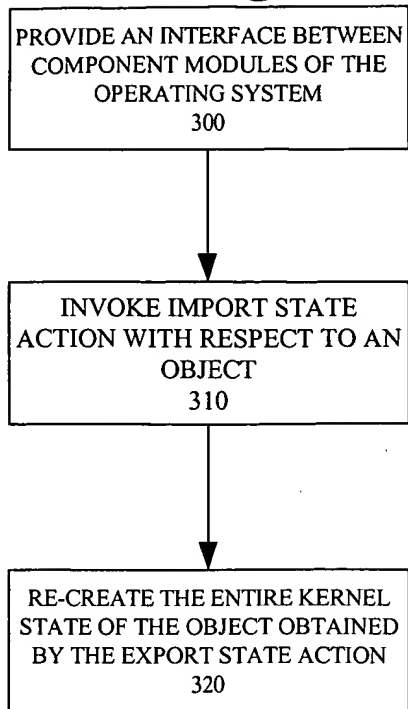 PROVIDE AN INTERFACE BETWEEN
COMPONENT MODULES OF THE
OPERATING SYSTEM
300
INVOKE IMPORT STATE
ACTION WITH RESPECT TO AN
OBJECT
310
RE-CREATE THE ENTIRE KERNEL
STATE OF THE OBJECT OBTAINED
BY THE EXPORT STATE ACTION
320